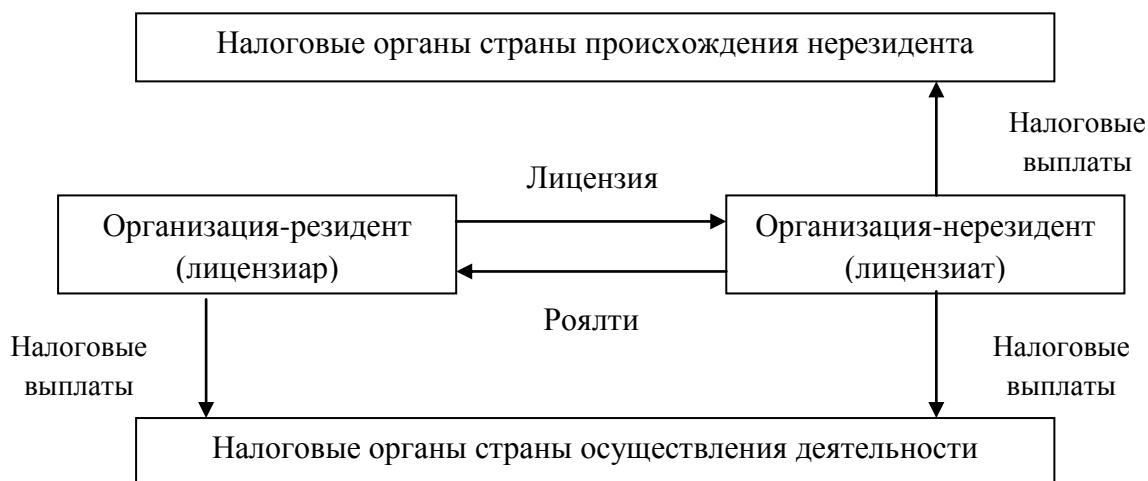 Налоговые органы страны происхождения нерезидента
Налоговые
выплаты
Лицензия
Организация-резидент
(лицензиар)
Организация-нерезидент
(лицензиат)
Роялти
Налоговые
выплаты
Налоговые
выплаты
Налоговые органы страны осуществления деятельности